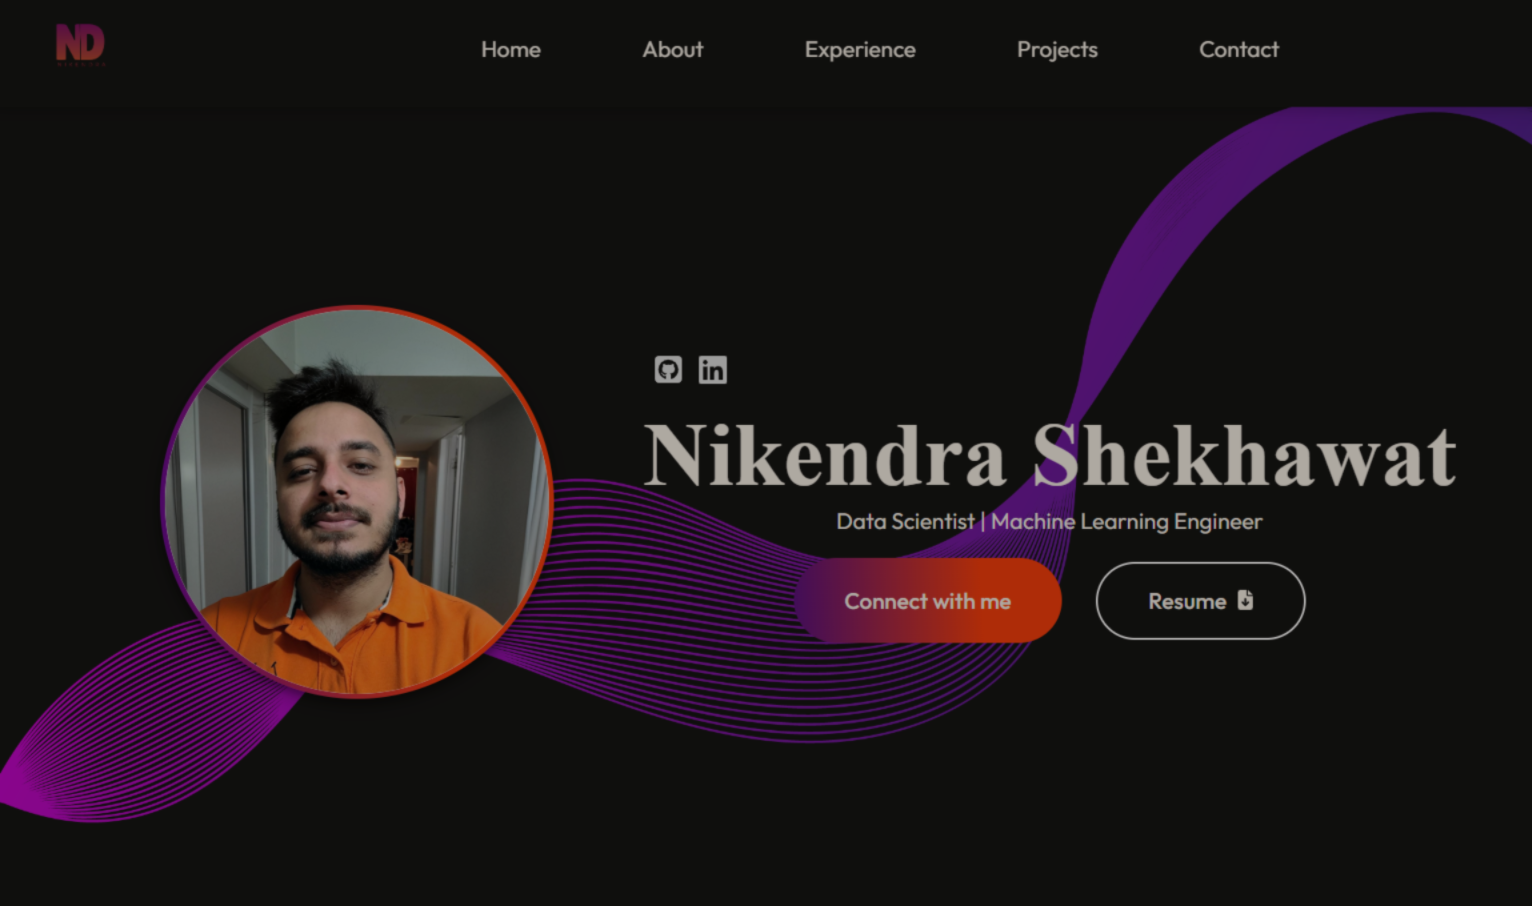 ND
Home About Experience Projects Contact
Nikendra Shekhawat
Data Scientist | Machine Learning Engineer
Connect with me Resume